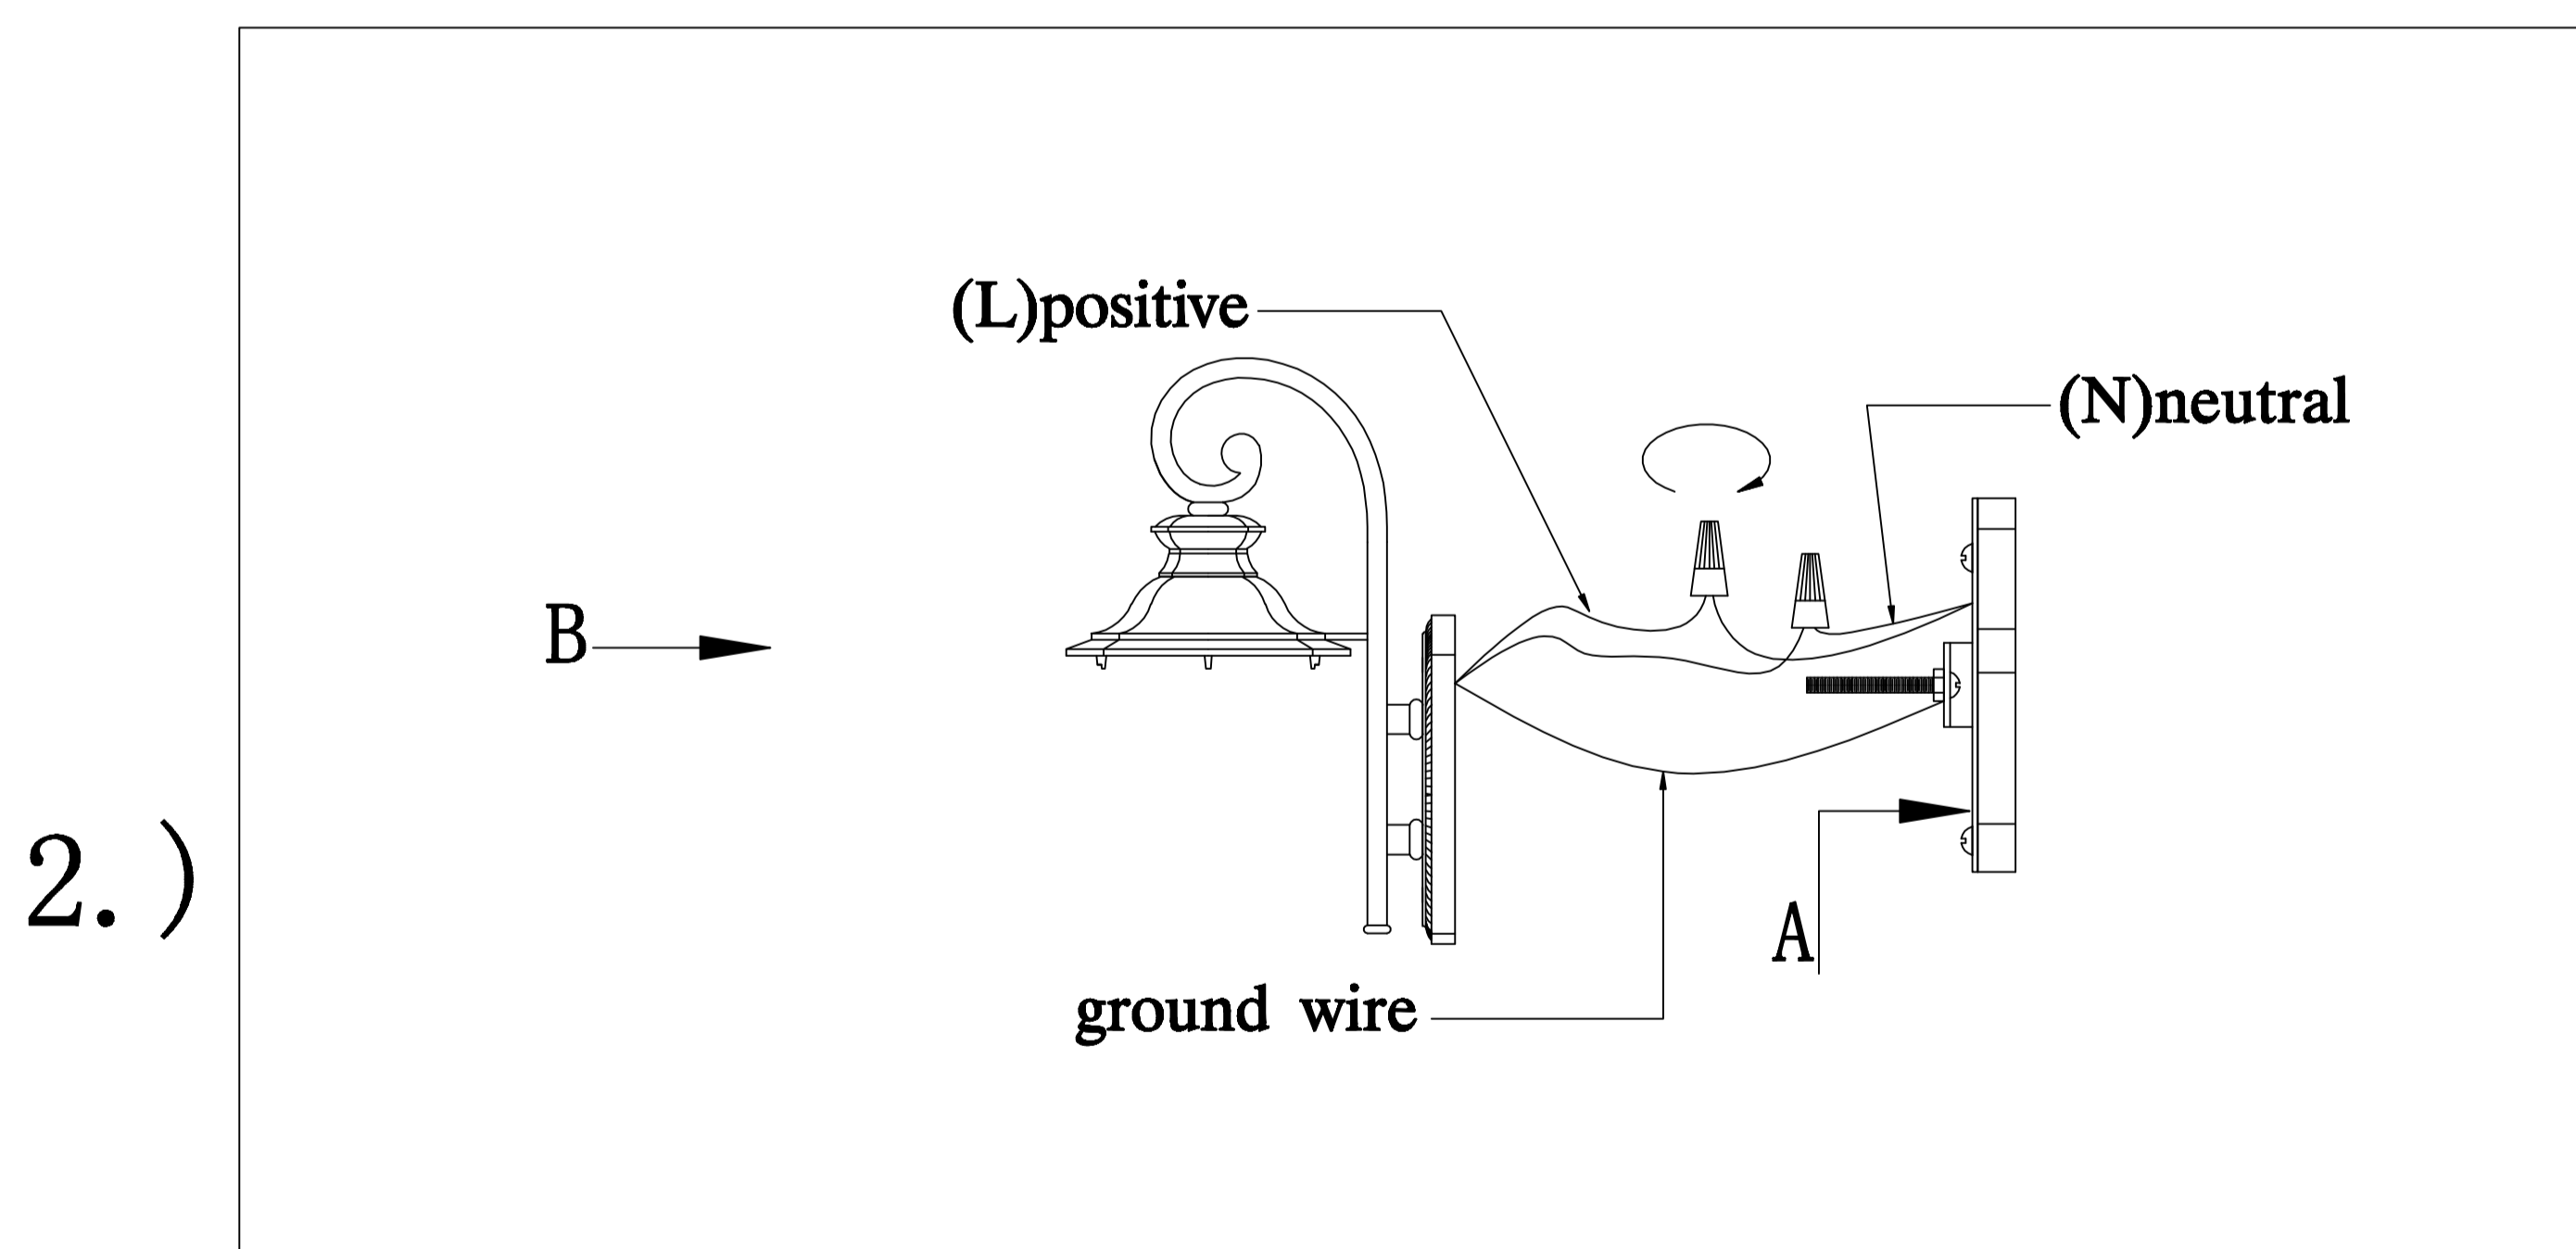 (L)positive
(N)neutral
B
2.)
A
ground wire